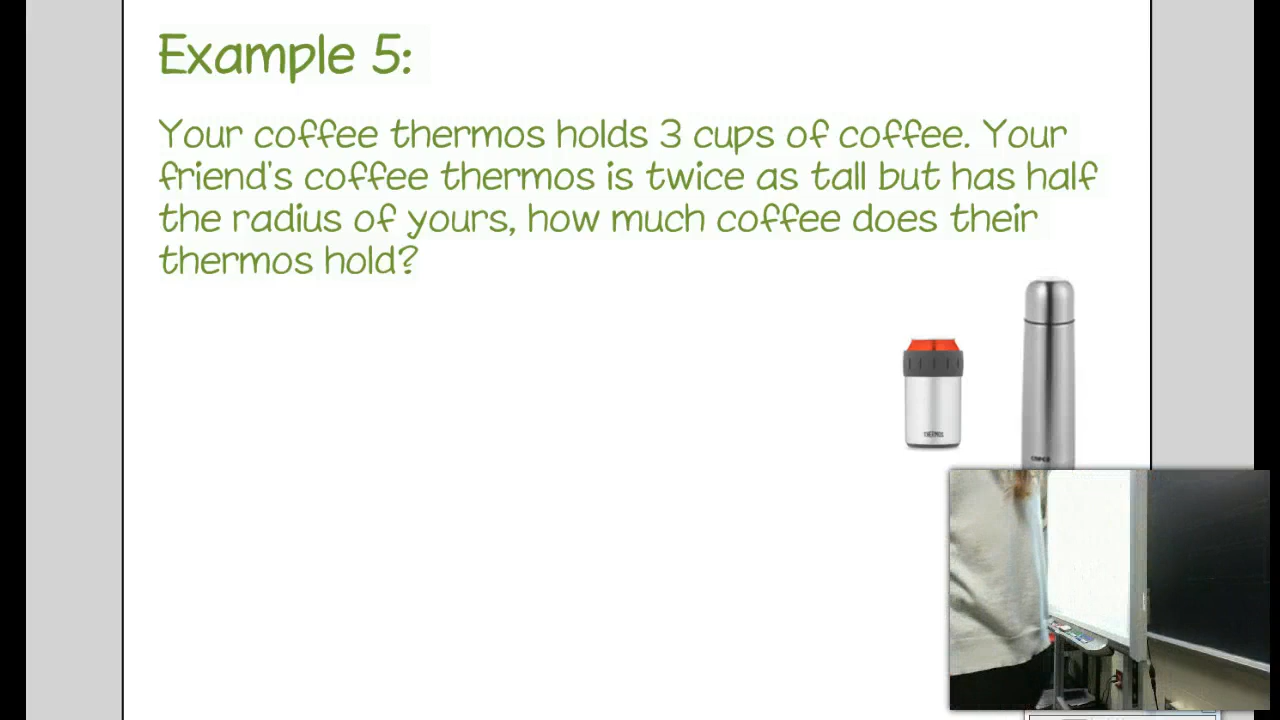 Example 5:
Your coffee thermos holds 3 cups of coffee. Your
friend's coffee thermos is twice as tall but has half
the radius of yours, how much coffee does their
thermos hold?
THERMOS